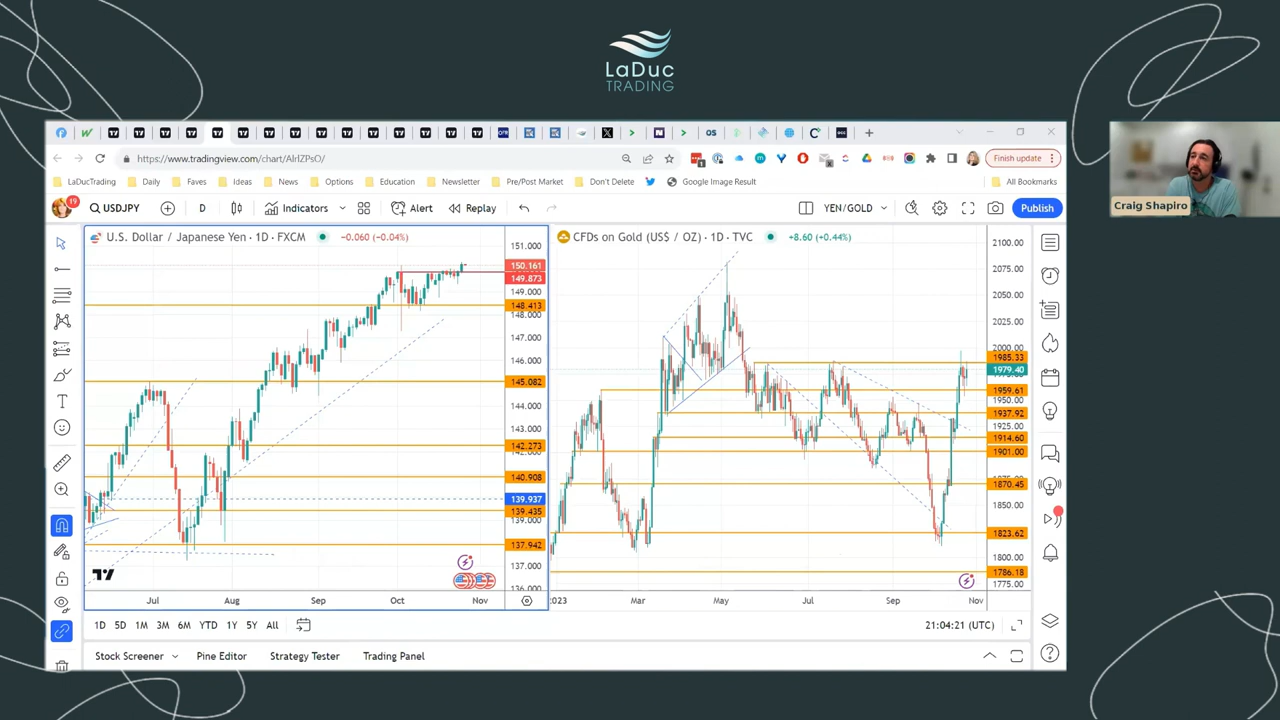 LaDuc
TRADING
https://www.tradingview.com/chart/AlrIZPsO/
Finish update
LaDucTrading
Daily
Faves
Ideas
News
Options
Education
Newsletter
Pre/Post Market
Don't Delete
Google Image Result
All Bookmarks
Craig Shapiro
19
USDJPY
D
Indicators
Alert
Replay
YEN/GOLD
Publish
U.S. Dollar / Japanese Yen · 1D · FXCM
-0.060 (-0.04%)
151.000
150.161
149.873
149.000
148.413
148.000
147.000
146.000
145.082
144.000
143.000
142.273
142.000
140.908
139.937
139.435
139.000
137.942
137.000
136.000
Jul
Aug
Sep
Oct
Nov
CFDs on Gold (US$ / OZ) · 1D · TVC
+8.60 (+0.44%)
2100.00
2075.00
2050.00
2025.00
2000.00
1985.33
1979.40
1959.61
1950.00
1937.92
1925.00
1914.60
1901.00
1870.45
1850.00
1823.62
1800.00
1786.18
1775.00
2023
Mar
May
Jul
Sep
Nov
1D
5D
1M
3M
6M
YTD
1Y
5Y
All
21:04:21 (UTC)
Stock Screener
Pine Editor
Strategy Tester
Trading Panel